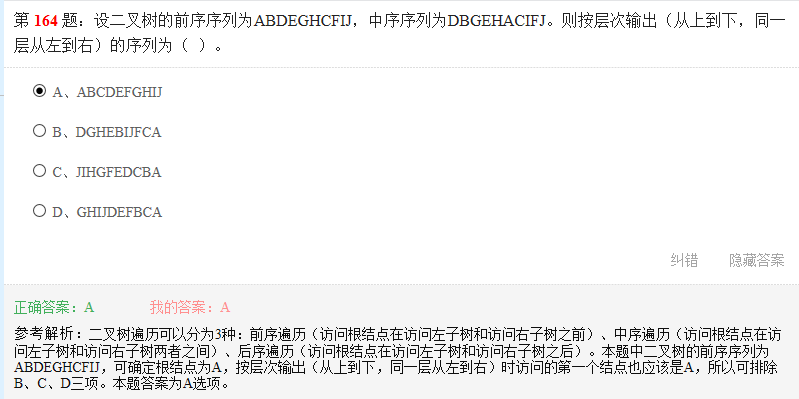 第 164 题：设二叉树的前序序列为ABDEGHCFIJ，中序序列为DBGEHACIFJ。则按层次输出（从上到下，同一
层从左到右）的序列为（  ）。
A、ABCDEFGHIJ
B、DGHEBIJFCA
C、JIHGFEDCBA
D、GHIJDEFBCA
纠错 隐藏答案
正确答案：A 我的答案：A
参考解析：二叉树遍历可以分为3种：前序遍历（访问根结点在访问左子树和访问右子树之前）、中序遍历（访问根结点在访
问左子树和访问右子树两者之间）、后序遍历（访问根结点在访问左子树和访问右子树之后）。本题中二叉树的前序序列为
ABDEGHCFIJ，可确定根结点为A，按层次输出（从上到下，同一层从左到右）时访问的第一个结点也应该是A，所以可排除
B、C、D三项。本题答案为A选项。